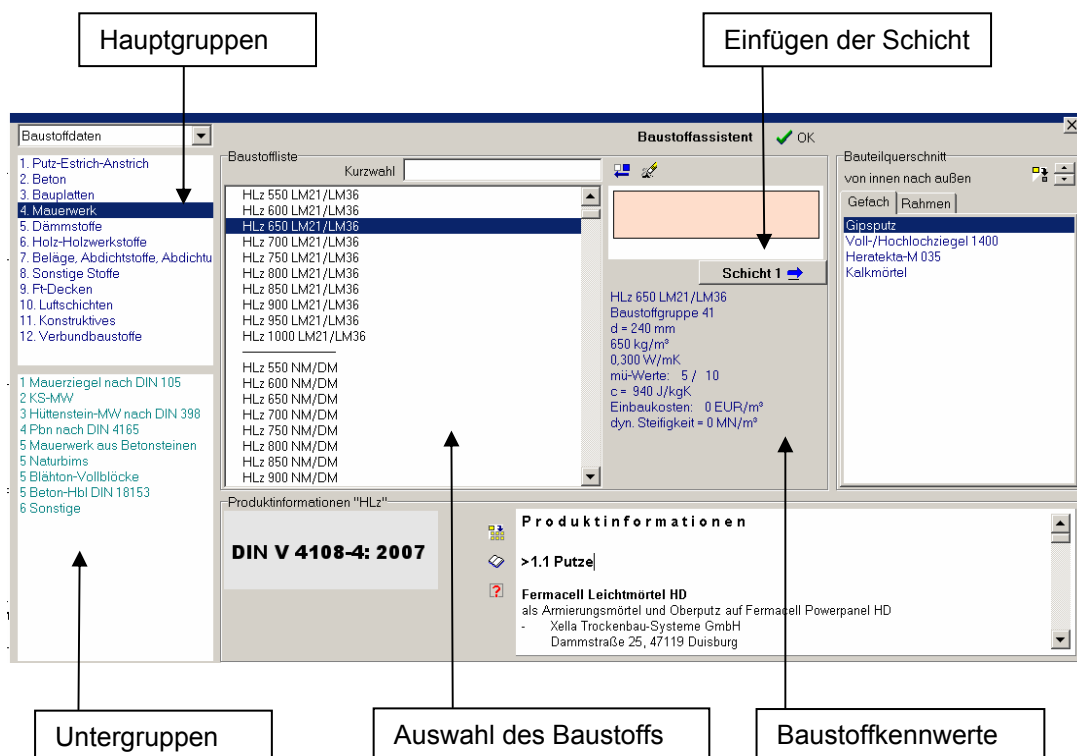 Hauptgruppen
Einfügen der Schicht
Baustoffdaten
Baustoffassistent OK
1. Putz-Estrich-Anstrich
2. Beton
3. Bauplatten
4. Mauerwerk
5. Dämmstoffe
6. Holz-Holzwerkstoffe
7. Beläge, Abdichtstoffe, Abdichtu
8. Sonstige Stoffe
9. Ft-Decken
10. Luftschichten
11. Konstruktives
12. Verbundbaustoffe
1 Mauerziegel nach DIN 105
2 KS-MW
3 Hüttenstein-MW nach DIN 398
4 Pbn nach DIN 4165
5 Mauerwerk aus Betonsteinen
5 Naturbims
5 Blähton-Vollblöcke
5 Beton-Hbl DIN 18153
6 Sonstige
Baustoffliste
Kurzwahl
HLz 550 LM21/LM36
HLz 600 LM21/LM36
HLz 650 LM21/LM36
HLz 700 LM21/LM36
HLz 750 LM21/LM36
HLz 800 LM21/LM36
HLz 850 LM21/LM36
HLz 900 LM21/LM36
HLz 950 LM21/LM36
HLz 1000 LM21/LM36
HLz 550 NM/DM
HLz 600 NM/DM
HLz 650 NM/DM
HLz 700 NM/DM
HLz 750 NM/DM
HLz 800 NM/DM
HLz 850 NM/DM
HLz 900 NM/DM
Schicht 1
HLz 650 LM21/LM36
Baustoffgruppe 41
d = 240 mm
650 kg/m³
0,300 W/mK
mü-Werte: 5 / 10
c = 940 J/kgK
Einbaukosten: 0 EUR/m³
dyn. Steifigkeit = 0 MN/m³
Bauteilquerschnitt
von innen nach außen
Gefach Rahmen
Gipsputz
Voll-/Hochlochziegel 1400
Heratekta-M 035
Kalkmörtel
Produktinformationen "HLz"
DIN V 4108-4: 2007
Produktinformationen
>1.1 Putze
Fermacell Leichtmörtel HD
als Armierungsmörtel und Oberputz auf Fermacell Powerpanel HD
- Xella Trockenbau-Systeme GmbH
Dammstraße 25, 47119 Duisburg
Untergruppen
Auswahl des Baustoffs
Baustoffkennwerte